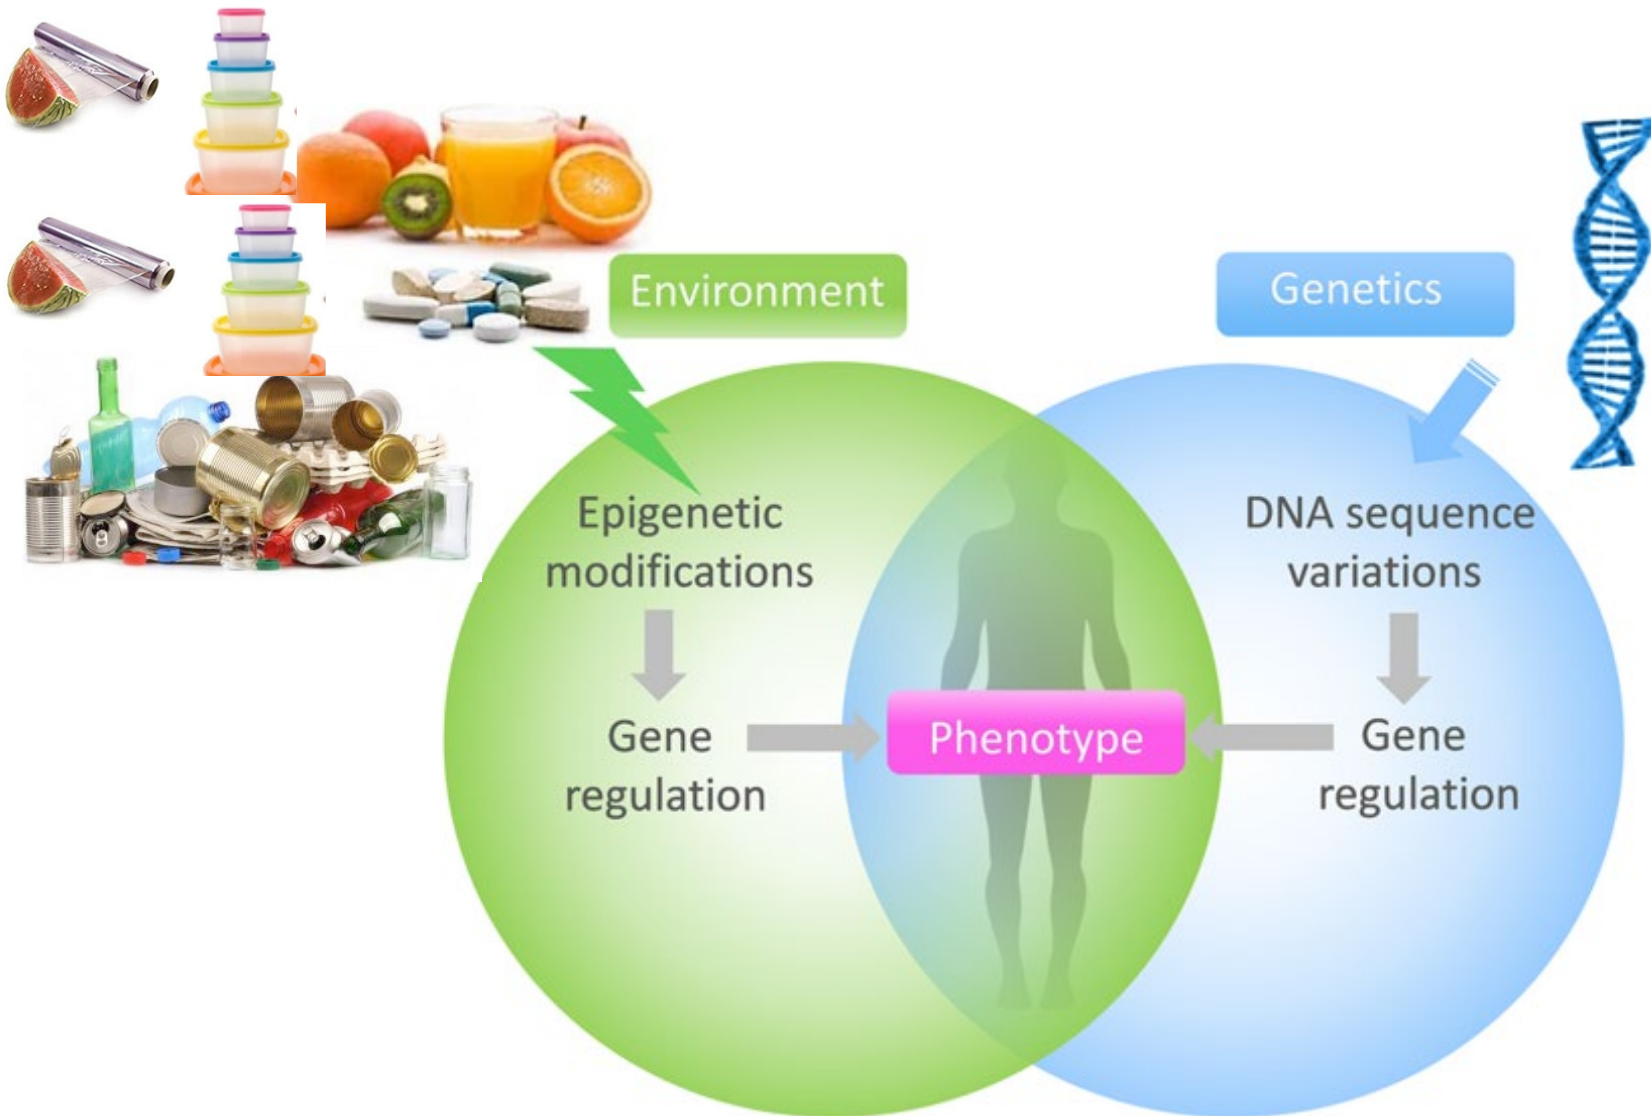 Environment
Genetics
Epigenetic
modifications
DNA sequence
variations
Gene
regulation
Phenotype
Gene
regulation